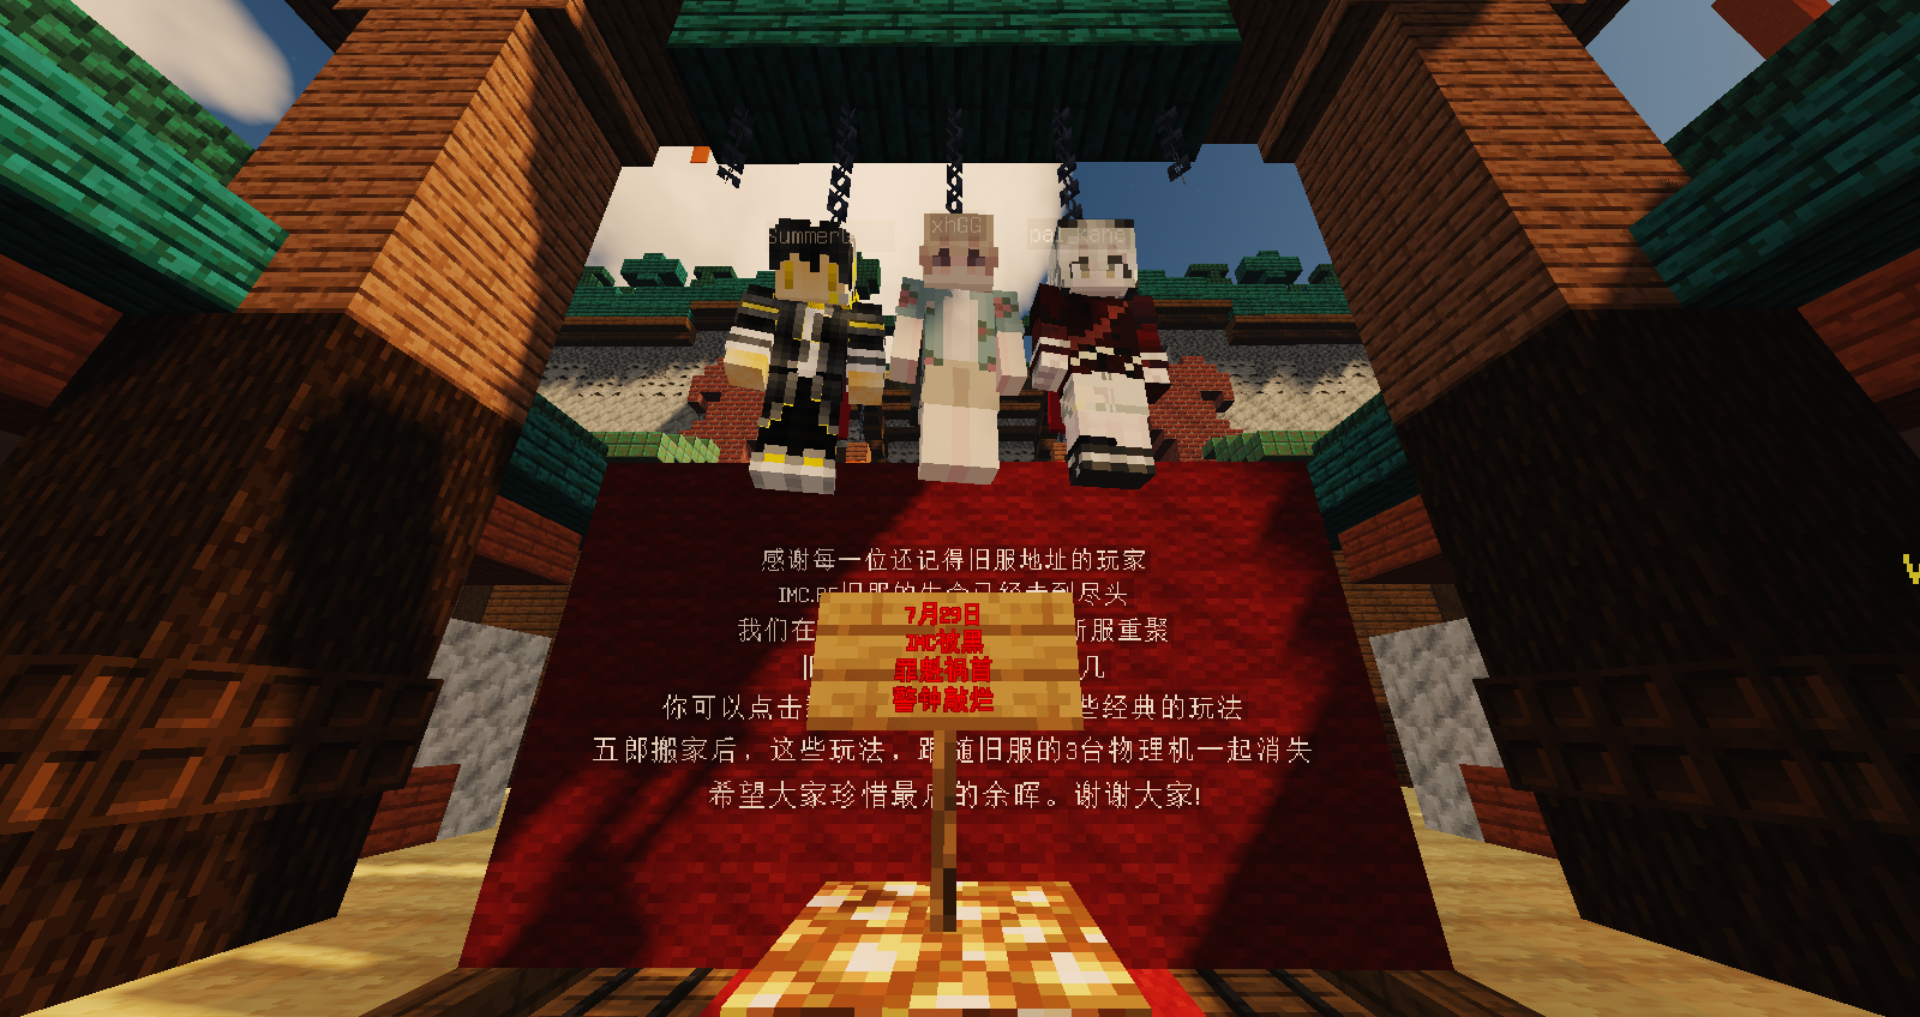 xhGG
感谢每一位还记得旧服地址的玩家
IMC.RE旧服的生命已经走到尽头
我们在
新服重聚
几
你可以点击
些经典的玩法
五郎搬家后，这些玩法，跟随旧服的3台物理机一起消失
希望大家珍惜最后的余晖。谢谢大家!
7月29日
IMC被黑
罪魁祸首
警钟敲烂